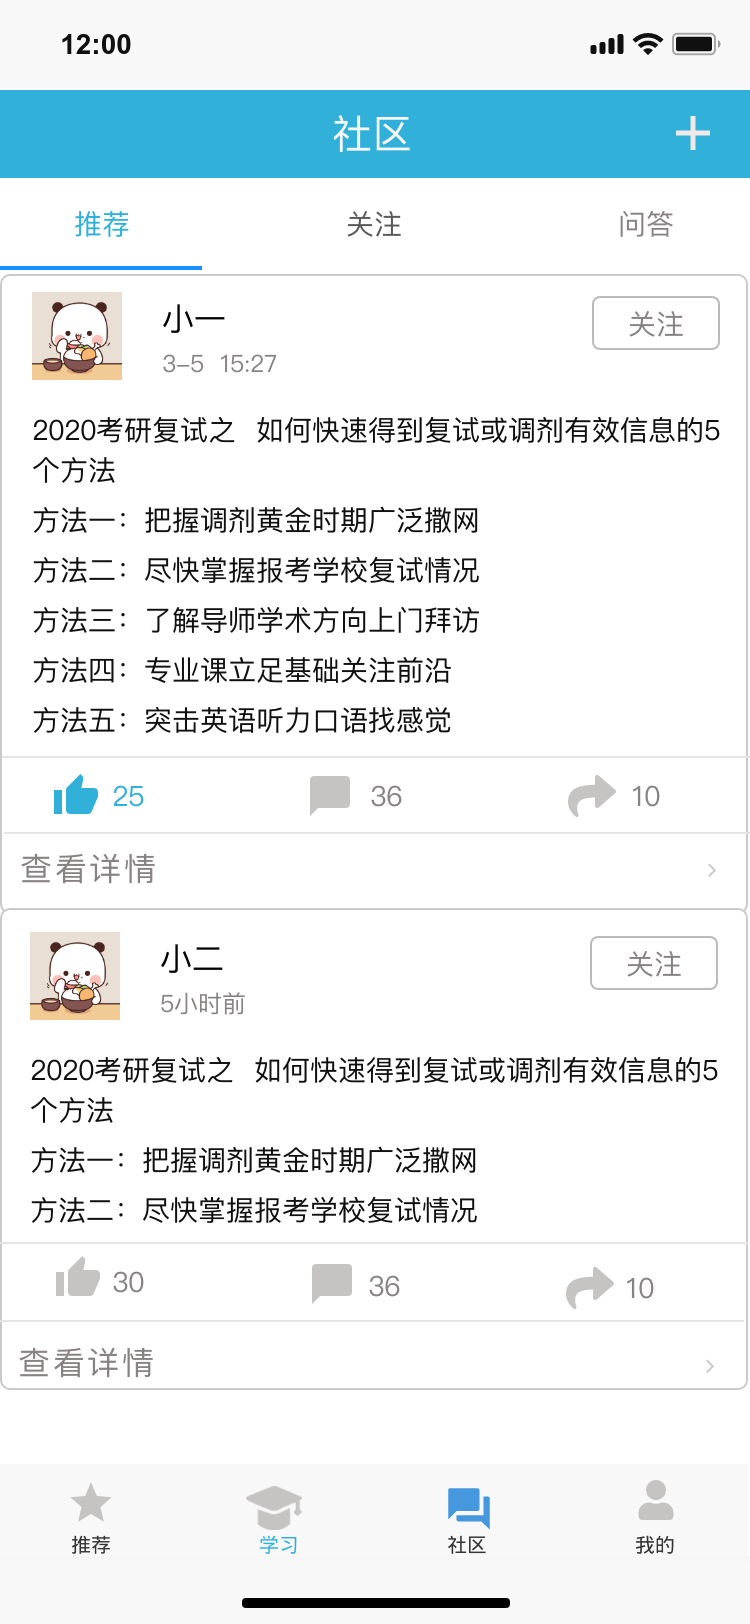 12:00
社区
推荐 关注 问答
小一 关注
3-5 15:27
2020考研复试之 如何快速得到复试或调剂有效信息的5
个方法
方法一：把握调剂黄金时期广泛撒网
方法二：尽快掌握报考学校复试情况
方法三：了解导师学术方向上门拜访
方法四：专业课立足基础关注前沿
方法五：突击英语听力口语找感觉
25 36 10
查看详情
小二 关注
5小时前
2020考研复试之 如何快速得到复试或调剂有效信息的5
个方法
方法一：把握调剂黄金时期广泛撒网
方法二：尽快掌握报考学校复试情况
30 36 10
查看详情
推荐 学习 社区 我的